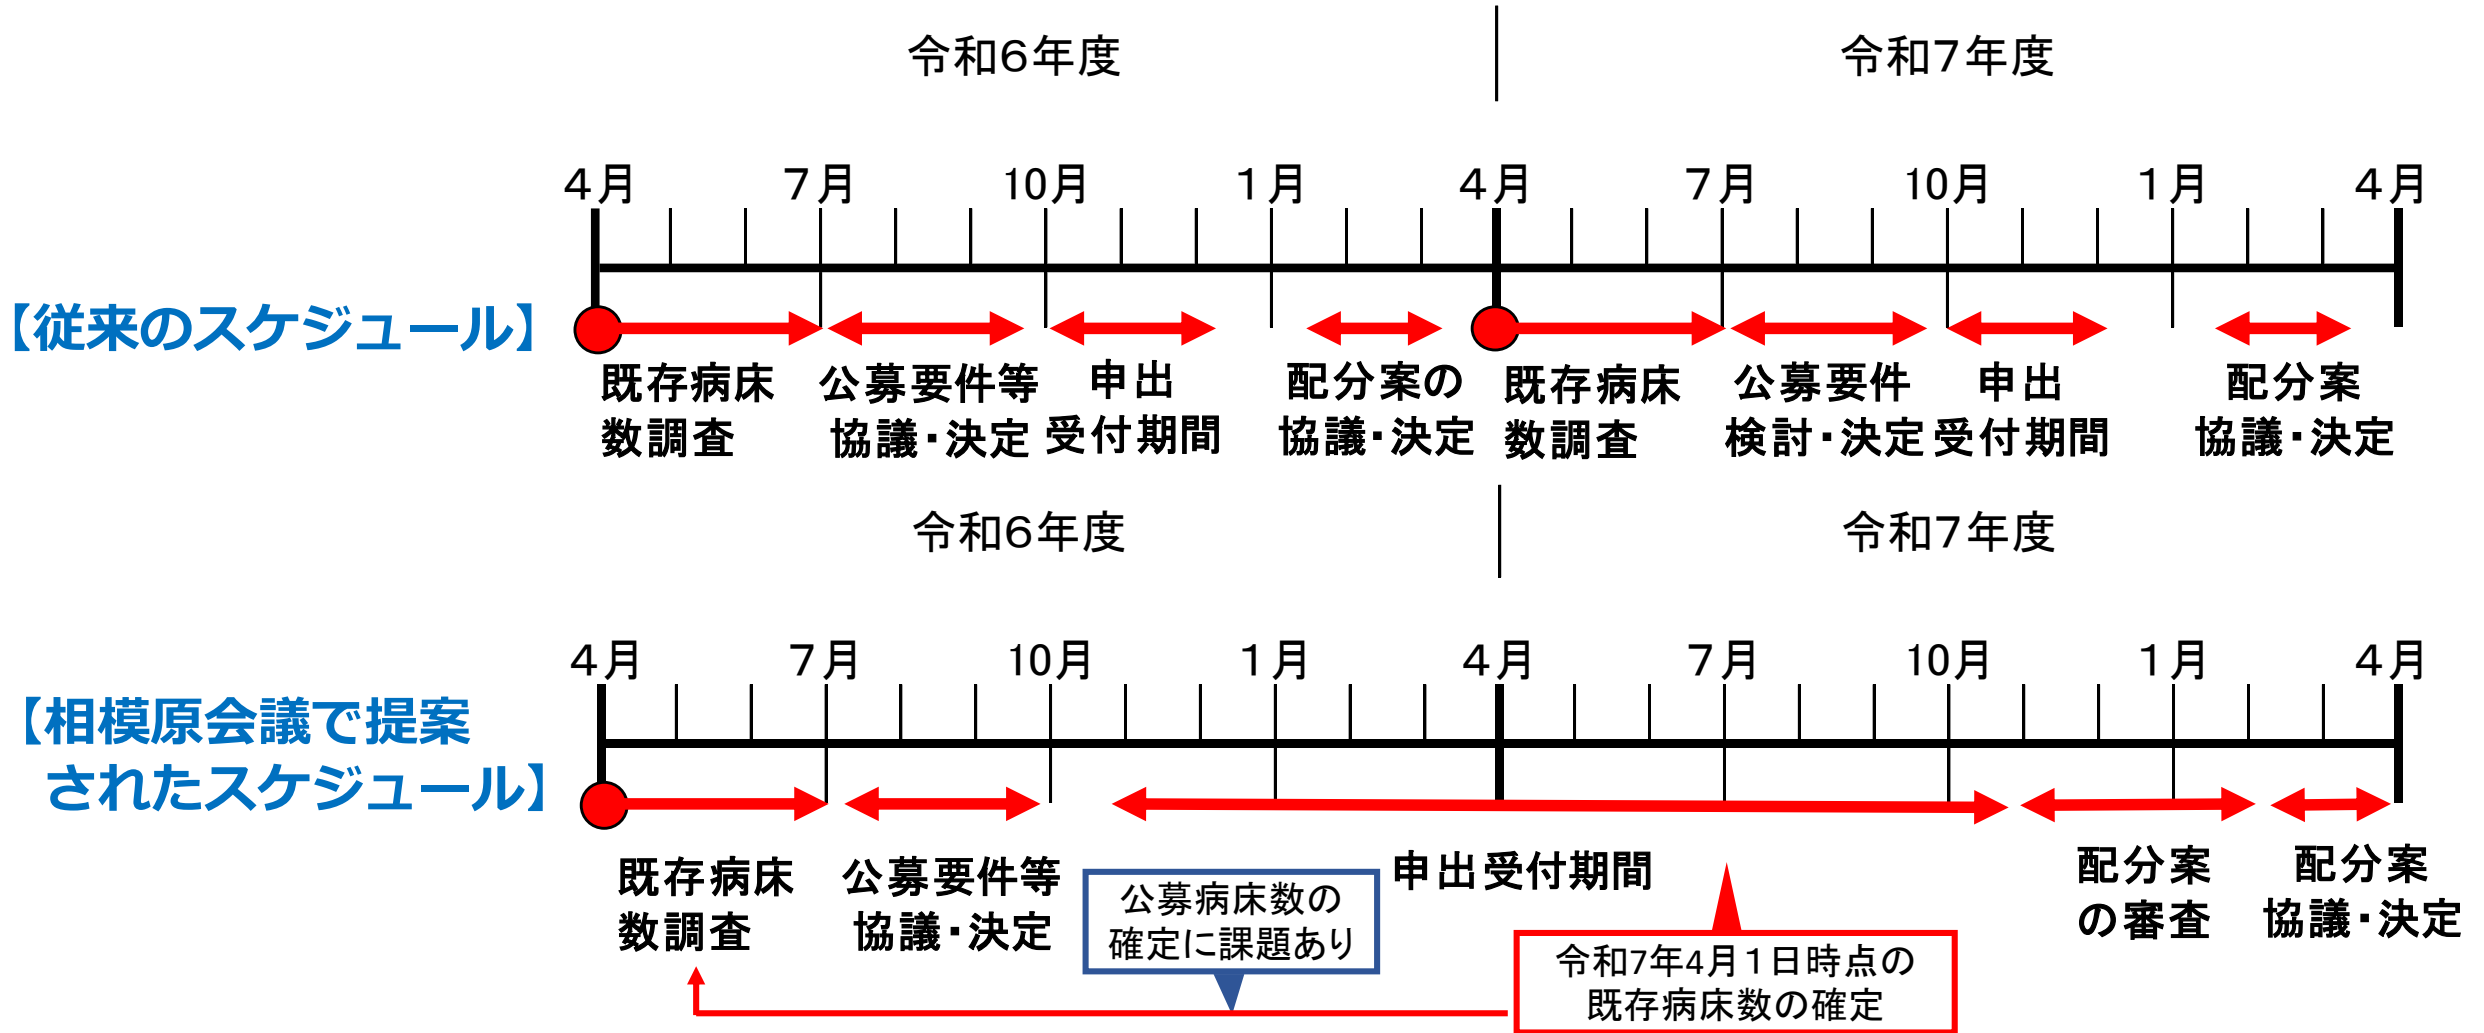 令和6年度
令和7年度
4月
7月
10月
1月
4月
7月
10月
1月
4月
【従来のスケジュール】
既存病床
数調査
公募要件等
協議・決定
申出
受付期間
配分案の
協議・決定
既存病床
数調査
公募要件
検討・決定
申出
受付期間
配分案
協議・決定
令和6年度
令和7年度
4月
7月
10月
1月
4月
7月
10月
1月
4月
【相模原会議で提案
されたスケジュール】
既存病床
数調査
公募要件等
協議・決定
公募病床数の
確定に課題あり
申出受付期間
令和7年4月1日時点の
既存病床数の確定
配分案
の審査
配分案
協議・決定